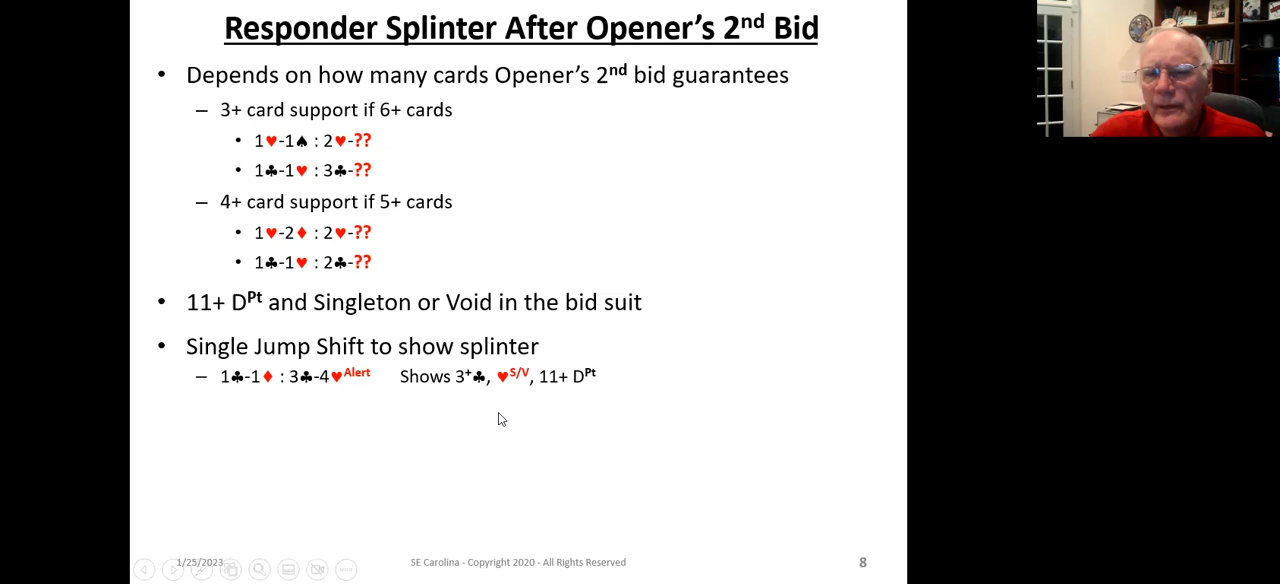 Responder Splinter After Opener's 2nd Bid
• Depends on how many cards Opener's 2nd bid guarantees
– 3+ card support if 6+ cards
• 1♥-1♠ : 2♥-??
• 1♣-1♥ : 3♣-??
– 4+ card support if 5+ cards
• 1♥-2♦ : 2♥-??
• 1♣-1♥ : 2♣-??
• 11+ DPt and Singleton or Void in the bid suit
• Single Jump Shift to show splinter
– 1♣-1♦ : 3♣-4♥Alert Shows 3+♣, ♥S/V, 11+ DPt
1/25/2023 SE Carolina - Copyright 2020 - All Rights Reserved 8